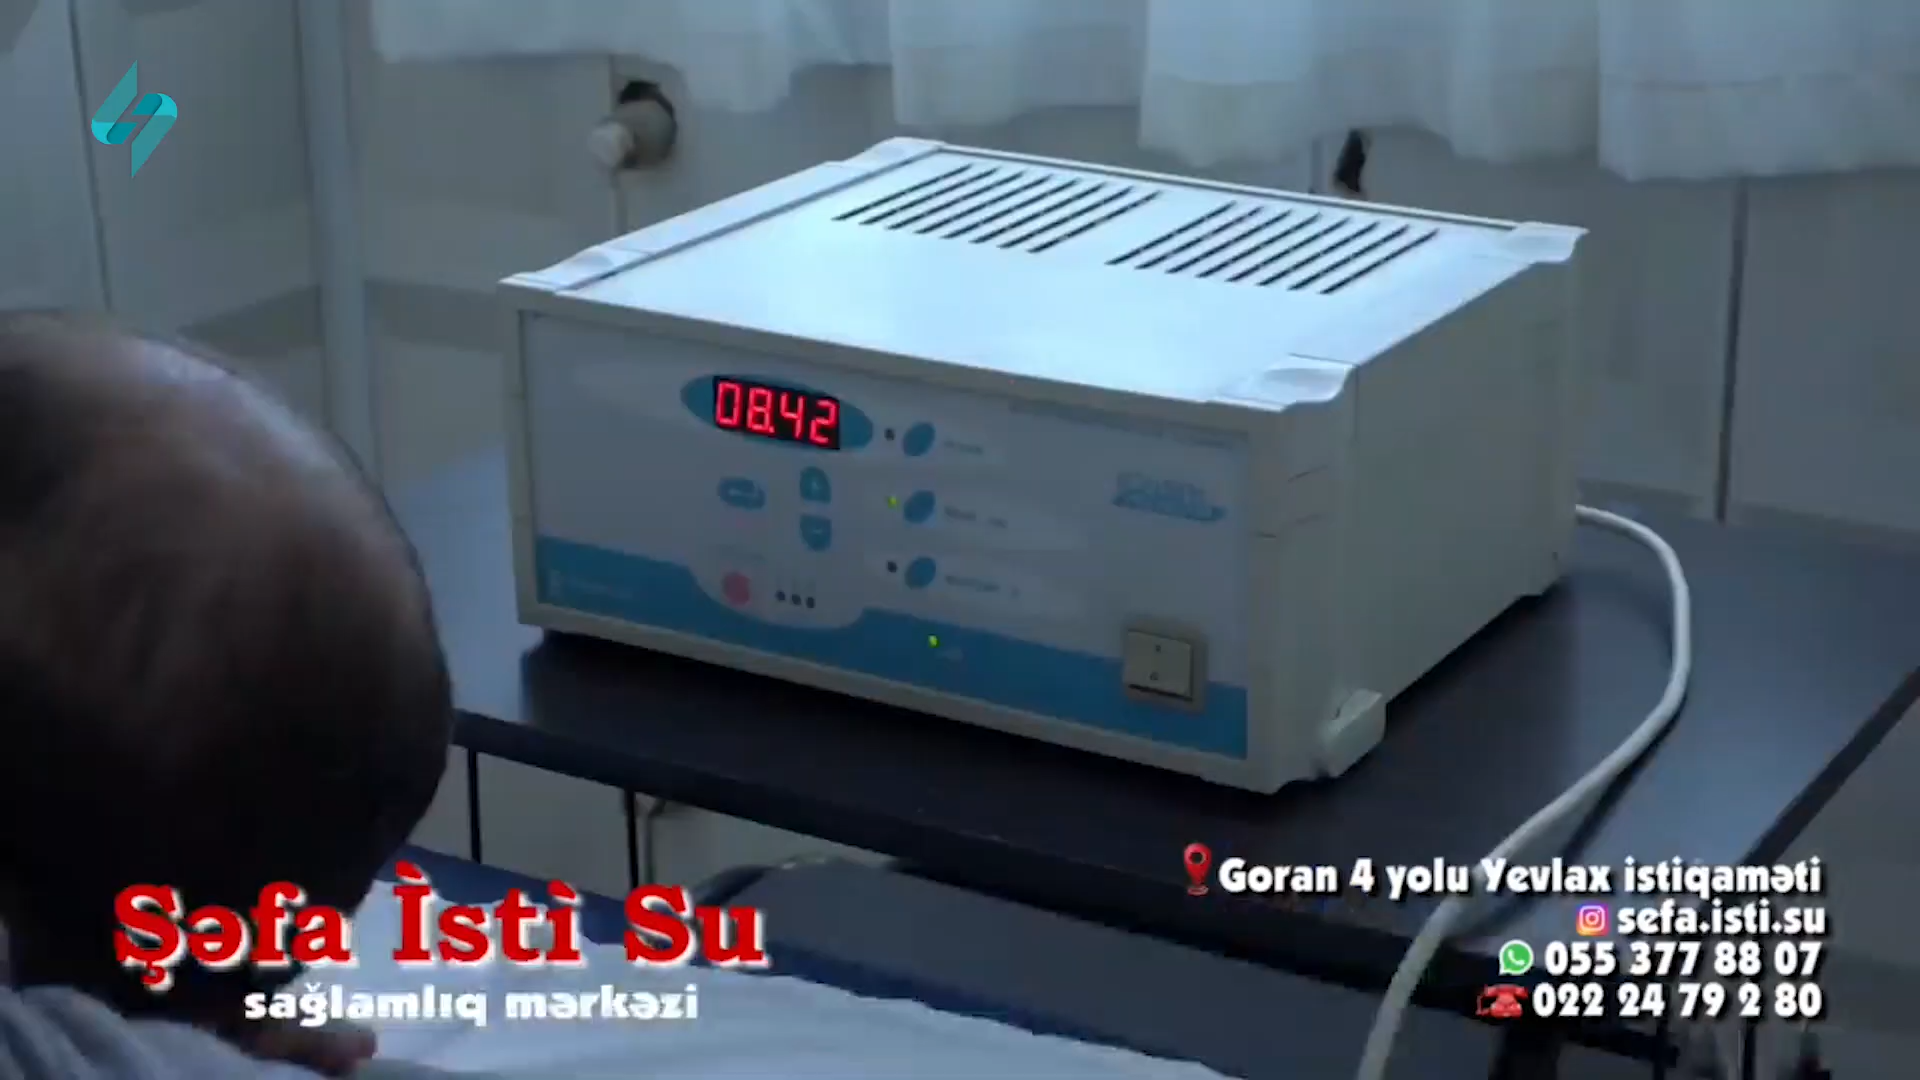 08.42
Goran 4 yolu Yevlax istiqaməti
sefa.isti.su
055 377 88 07
022 24 79 2 80
Şəfa İsti Su
sağlamlıq mərkəzi